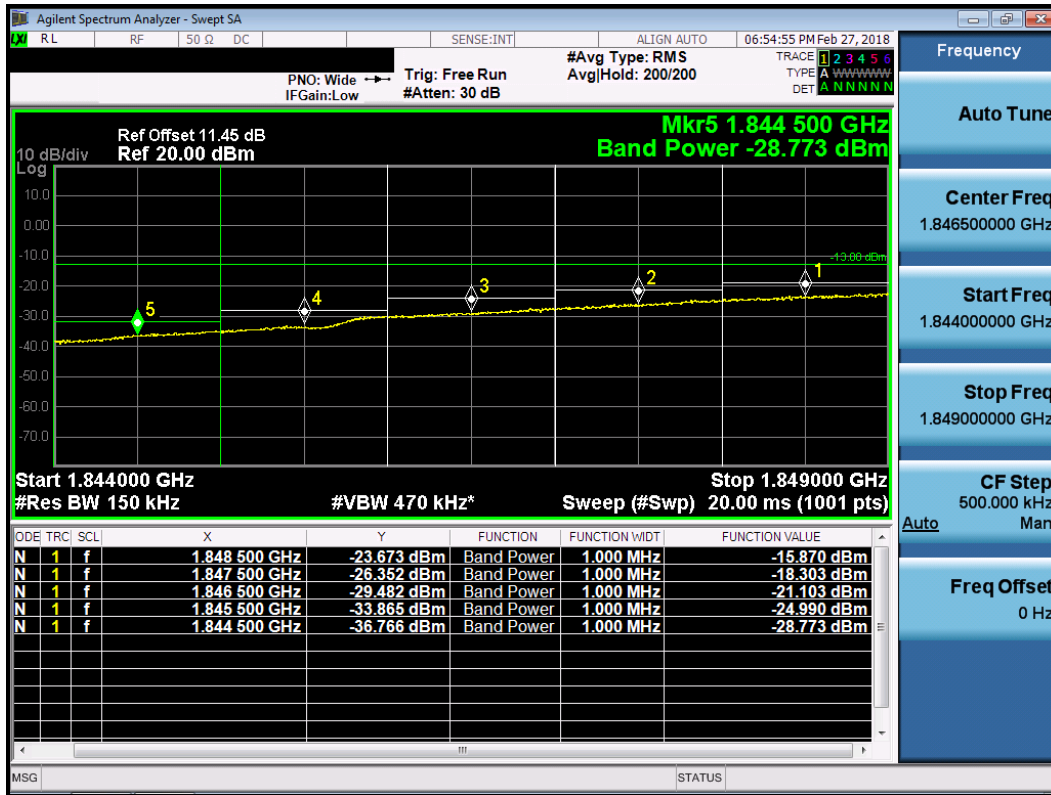 Agilent Spectrum Analyzer - Swept SA
LXI RL RF 50 Ω DC SENSE:INT ALIGN AUTO 06:54:55 PM Feb 27, 2018
PNO: Wide Trig: Free Run #Avg Type: RMS TRACE 1 2 3 4 5 6
IFGain:Low #Atten: 30 dB Avg|Hold: 200/200 TYPE A WWWWW
DET A N N N N N
Frequency
Auto Tune
Center Freq
1.846500000 GHz
Start Freq
1.844000000 GHz
Stop Freq
1.849000000 GHz
CF Step
500.000 kHz
Auto Man
Freq Offset
0 Hz
Mkr5 1.844 500 GHz
Band Power -28.773 dBm
Ref Offset 11.45 dB
10 dB/div Ref 20.00 dBm
Log
10.0
0.00
-10.0
-20.0
-30.0
-40.0
-50.0
-60.0
-70.0
-13.00 dBm
5
4
3
2
1
Start 1.844000 GHz Stop 1.849000 GHz
#Res BW 150 kHz #VBW 470 kHz* Sweep (#Swp) 20.00 ms (1001 pts)
ODE TRC SCL X Y FUNCTION FUNCTION WIDT FUNCTION VALUE
N 1 f 1.848 500 GHz -23.673 dBm Band Power 1.000 MHz -15.870 dBm
N 1 f 1.847 500 GHz -26.352 dBm Band Power 1.000 MHz -18.303 dBm
N 1 f 1.846 500 GHz -29.482 dBm Band Power 1.000 MHz -21.103 dBm
N 1 f 1.845 500 GHz -33.865 dBm Band Power 1.000 MHz -24.990 dBm
N 1 f 1.844 500 GHz -36.766 dBm Band Power 1.000 MHz -28.773 dBm
MSG STATUS